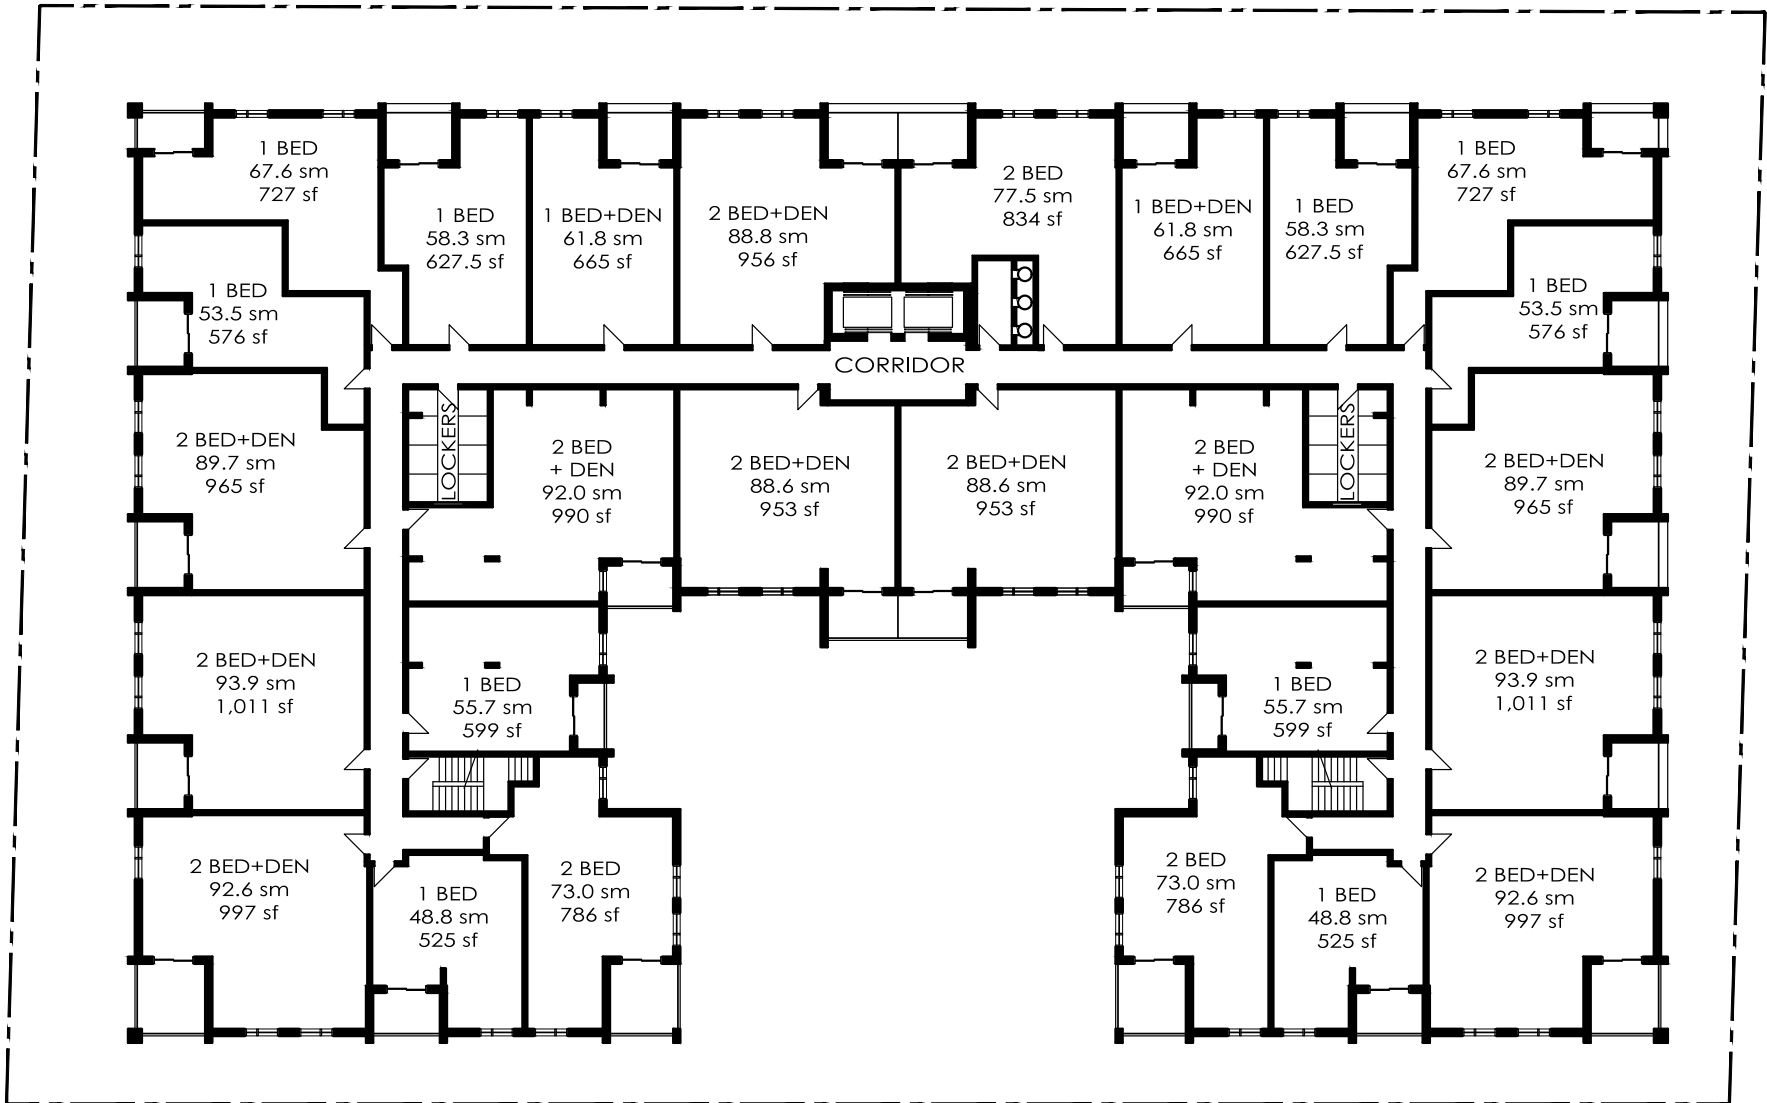 1 BED
67.6 sm
727 sf
1 BED
58.3 sm
627.5 sf
1 BED+DEN
61.8 sm
665 sf
2 BED+DEN
88.8 sm
956 sf
2 BED
77.5 sm
834 sf
1 BED+DEN
61.8 sm
665 sf
1 BED
58.3 sm
627.5 sf
1 BED
67.6 sm
727 sf
1 BED
53.5 sm
576 sf
1 BED
53.5 sm
576 sf
CORRIDOR
2 BED+DEN
89.7 sm
965 sf
LOCKERS
2 BED
+ DEN
92.0 sm
990 sf
2 BED+DEN
88.6 sm
953 sf
2 BED+DEN
88.6 sm
953 sf
2 BED
+ DEN
92.0 sm
990 sf
LOCKERS
2 BED+DEN
89.7 sm
965 sf
2 BED+DEN
93.9 sm
1,011 sf
1 BED
55.7 sm
599 sf
1 BED
55.7 sm
599 sf
2 BED+DEN
93.9 sm
1,011 sf
2 BED+DEN
92.6 sm
997 sf
1 BED
48.8 sm
525 sf
2 BED
73.0 sm
786 sf
2 BED
73.0 sm
786 sf
1 BED
48.8 sm
525 sf
2 BED+DEN
92.6 sm
997 sf